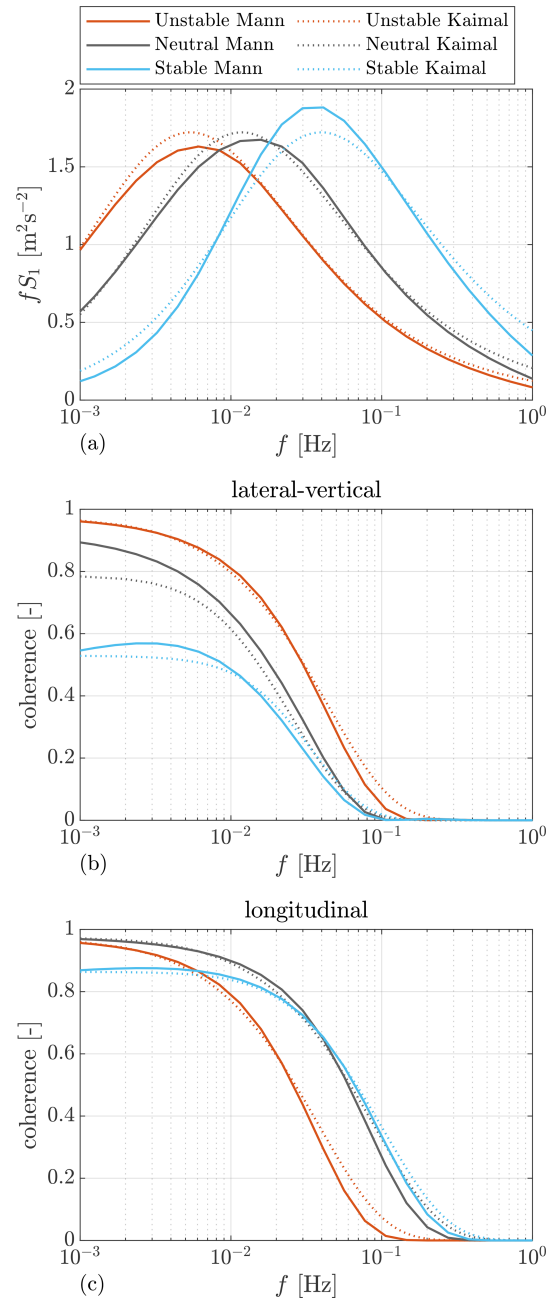 Unstable Mann Unstable Kaimal
Neutral Mann Neutral Kaimal
Stable Mann Stable Kaimal
2
1.5
1
0.5
0
fS₁ [m²s⁻²]
10⁻³ 10⁻² 10⁻¹ 10⁰
(a) f [Hz]
lateral-vertical
1
0.8
0.6
0.4
0.2
0
coherence [-]
10⁻³ 10⁻² 10⁻¹ 10⁰
(b) f [Hz]
longitudinal
1
0.8
0.6
0.4
0.2
0
coherence [-]
10⁻³ 10⁻² 10⁻¹ 10⁰
(c) f [Hz]